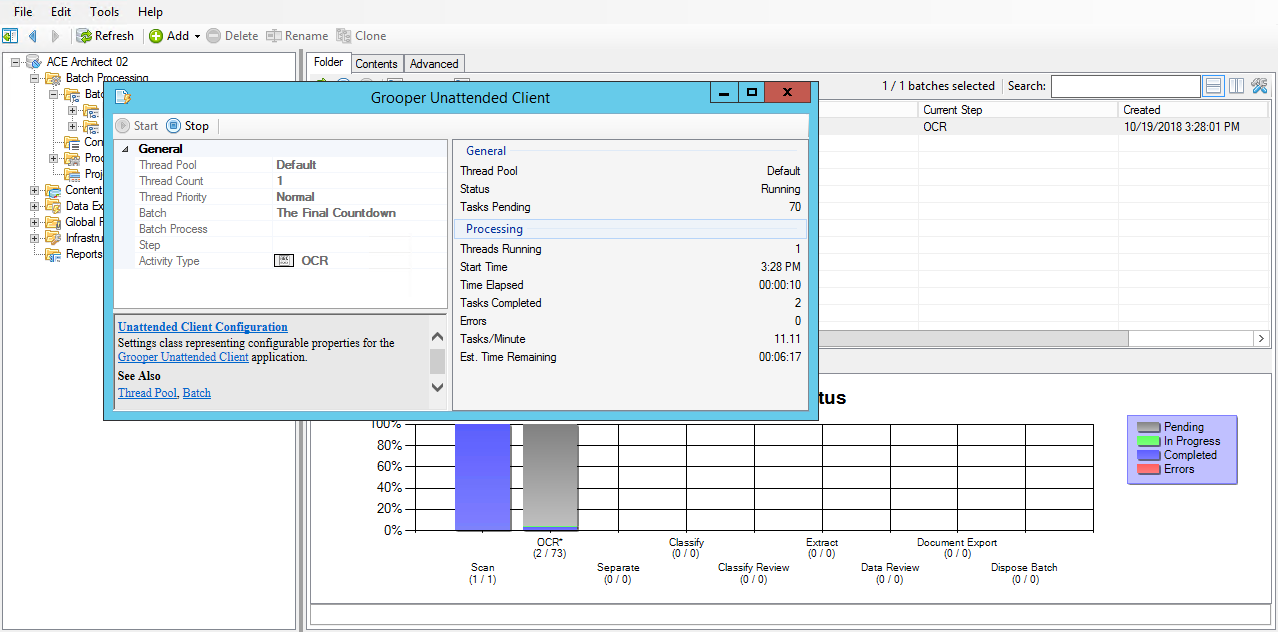 File Edit Tools Help
Refresh Add Delete Rename Clone
ACE Architect 02
Batch Processing
Content
Global
Reports
Folder Contents Advanced
1 / 1 batches selected Search:
Current Step Created
OCR 10/19/2018 3:28:01 PM
Grooper Unattended Client
Start Stop
General
Thread Pool Default
Thread Count 1
Thread Priority Normal
Batch The Final Countdown
Batch Process
Step
Activity Type OCR
Unattended Client Configuration
Settings class representing configurable properties for the
Grooper Unattended Client application.
See Also
Thread Pool, Batch
General
Thread Pool Default
Status Running
Tasks Pending 70
Processing
Threads Running 1
Start Time 3:28 PM
Time Elapsed 00:00:10
Tasks Completed 2
Errors 0
Tasks/Minute 11.11
Est. Time Remaining 00:06:17
tus
100%
80%
60%
40%
20%
0%
OCR* Classify Extract Document Export
(2 / 73) (0 / 0) (0 / 0) (0 / 0)
Scan Separate Classify Review Data Review Dispose Batch
(1 / 1) (0 / 0) (0 / 0) (0 / 0) (0 / 0)
Pending
In Progress
Completed
Errors